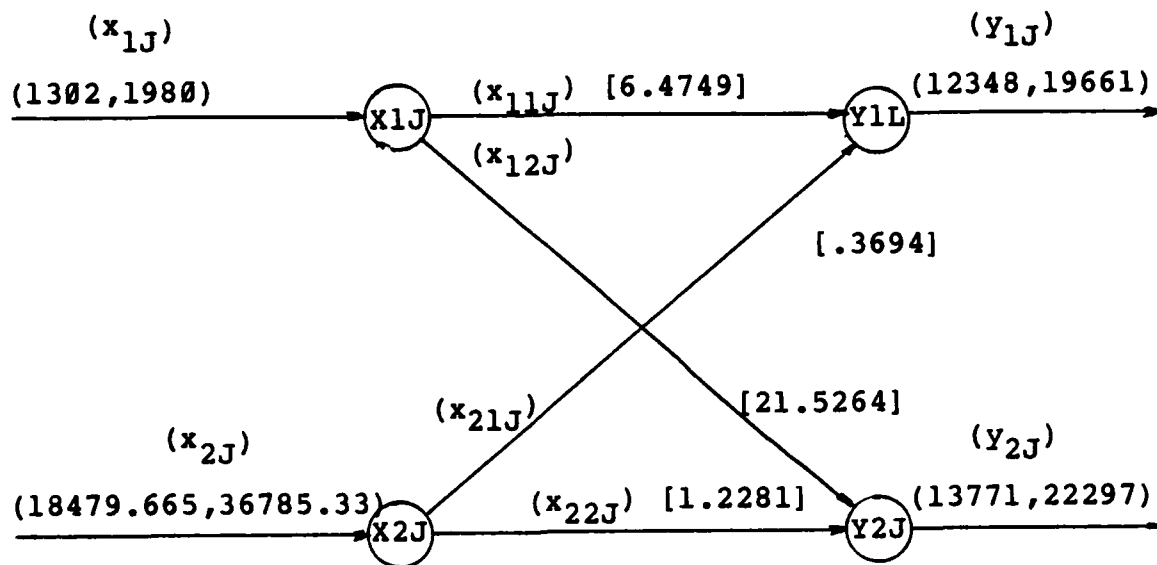 (x1J) (y1J)
(1302,1980) (x11J) [6.4749] (12348,19661)
X1J Y1L
(x12J)
[.3694]
(x21J) [21.5264]
(x2J) (y2J)
(18479.665,36785.33) (x22J) [1.2281] (13771,22297)
X2J Y2J